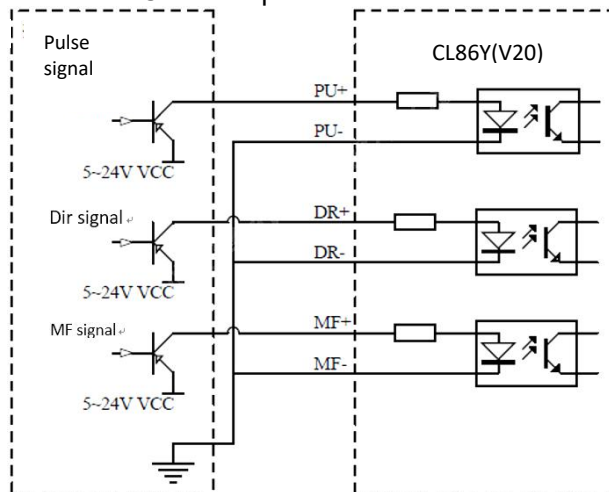 Pulse
signal
CL86Y(V20)
PU+
PU-
5~24V VCC
Dir signal
DR+
DR-
5~24V VCC
MF signal
MF+
MF-
5~24V VCC